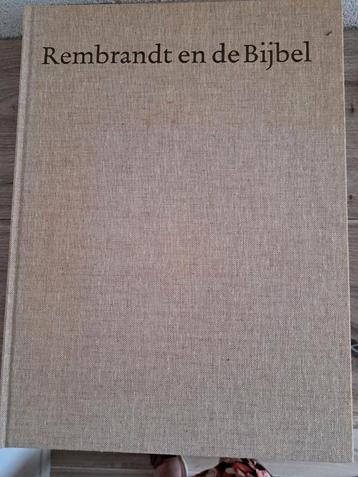 Rembrandt en de Bijbel